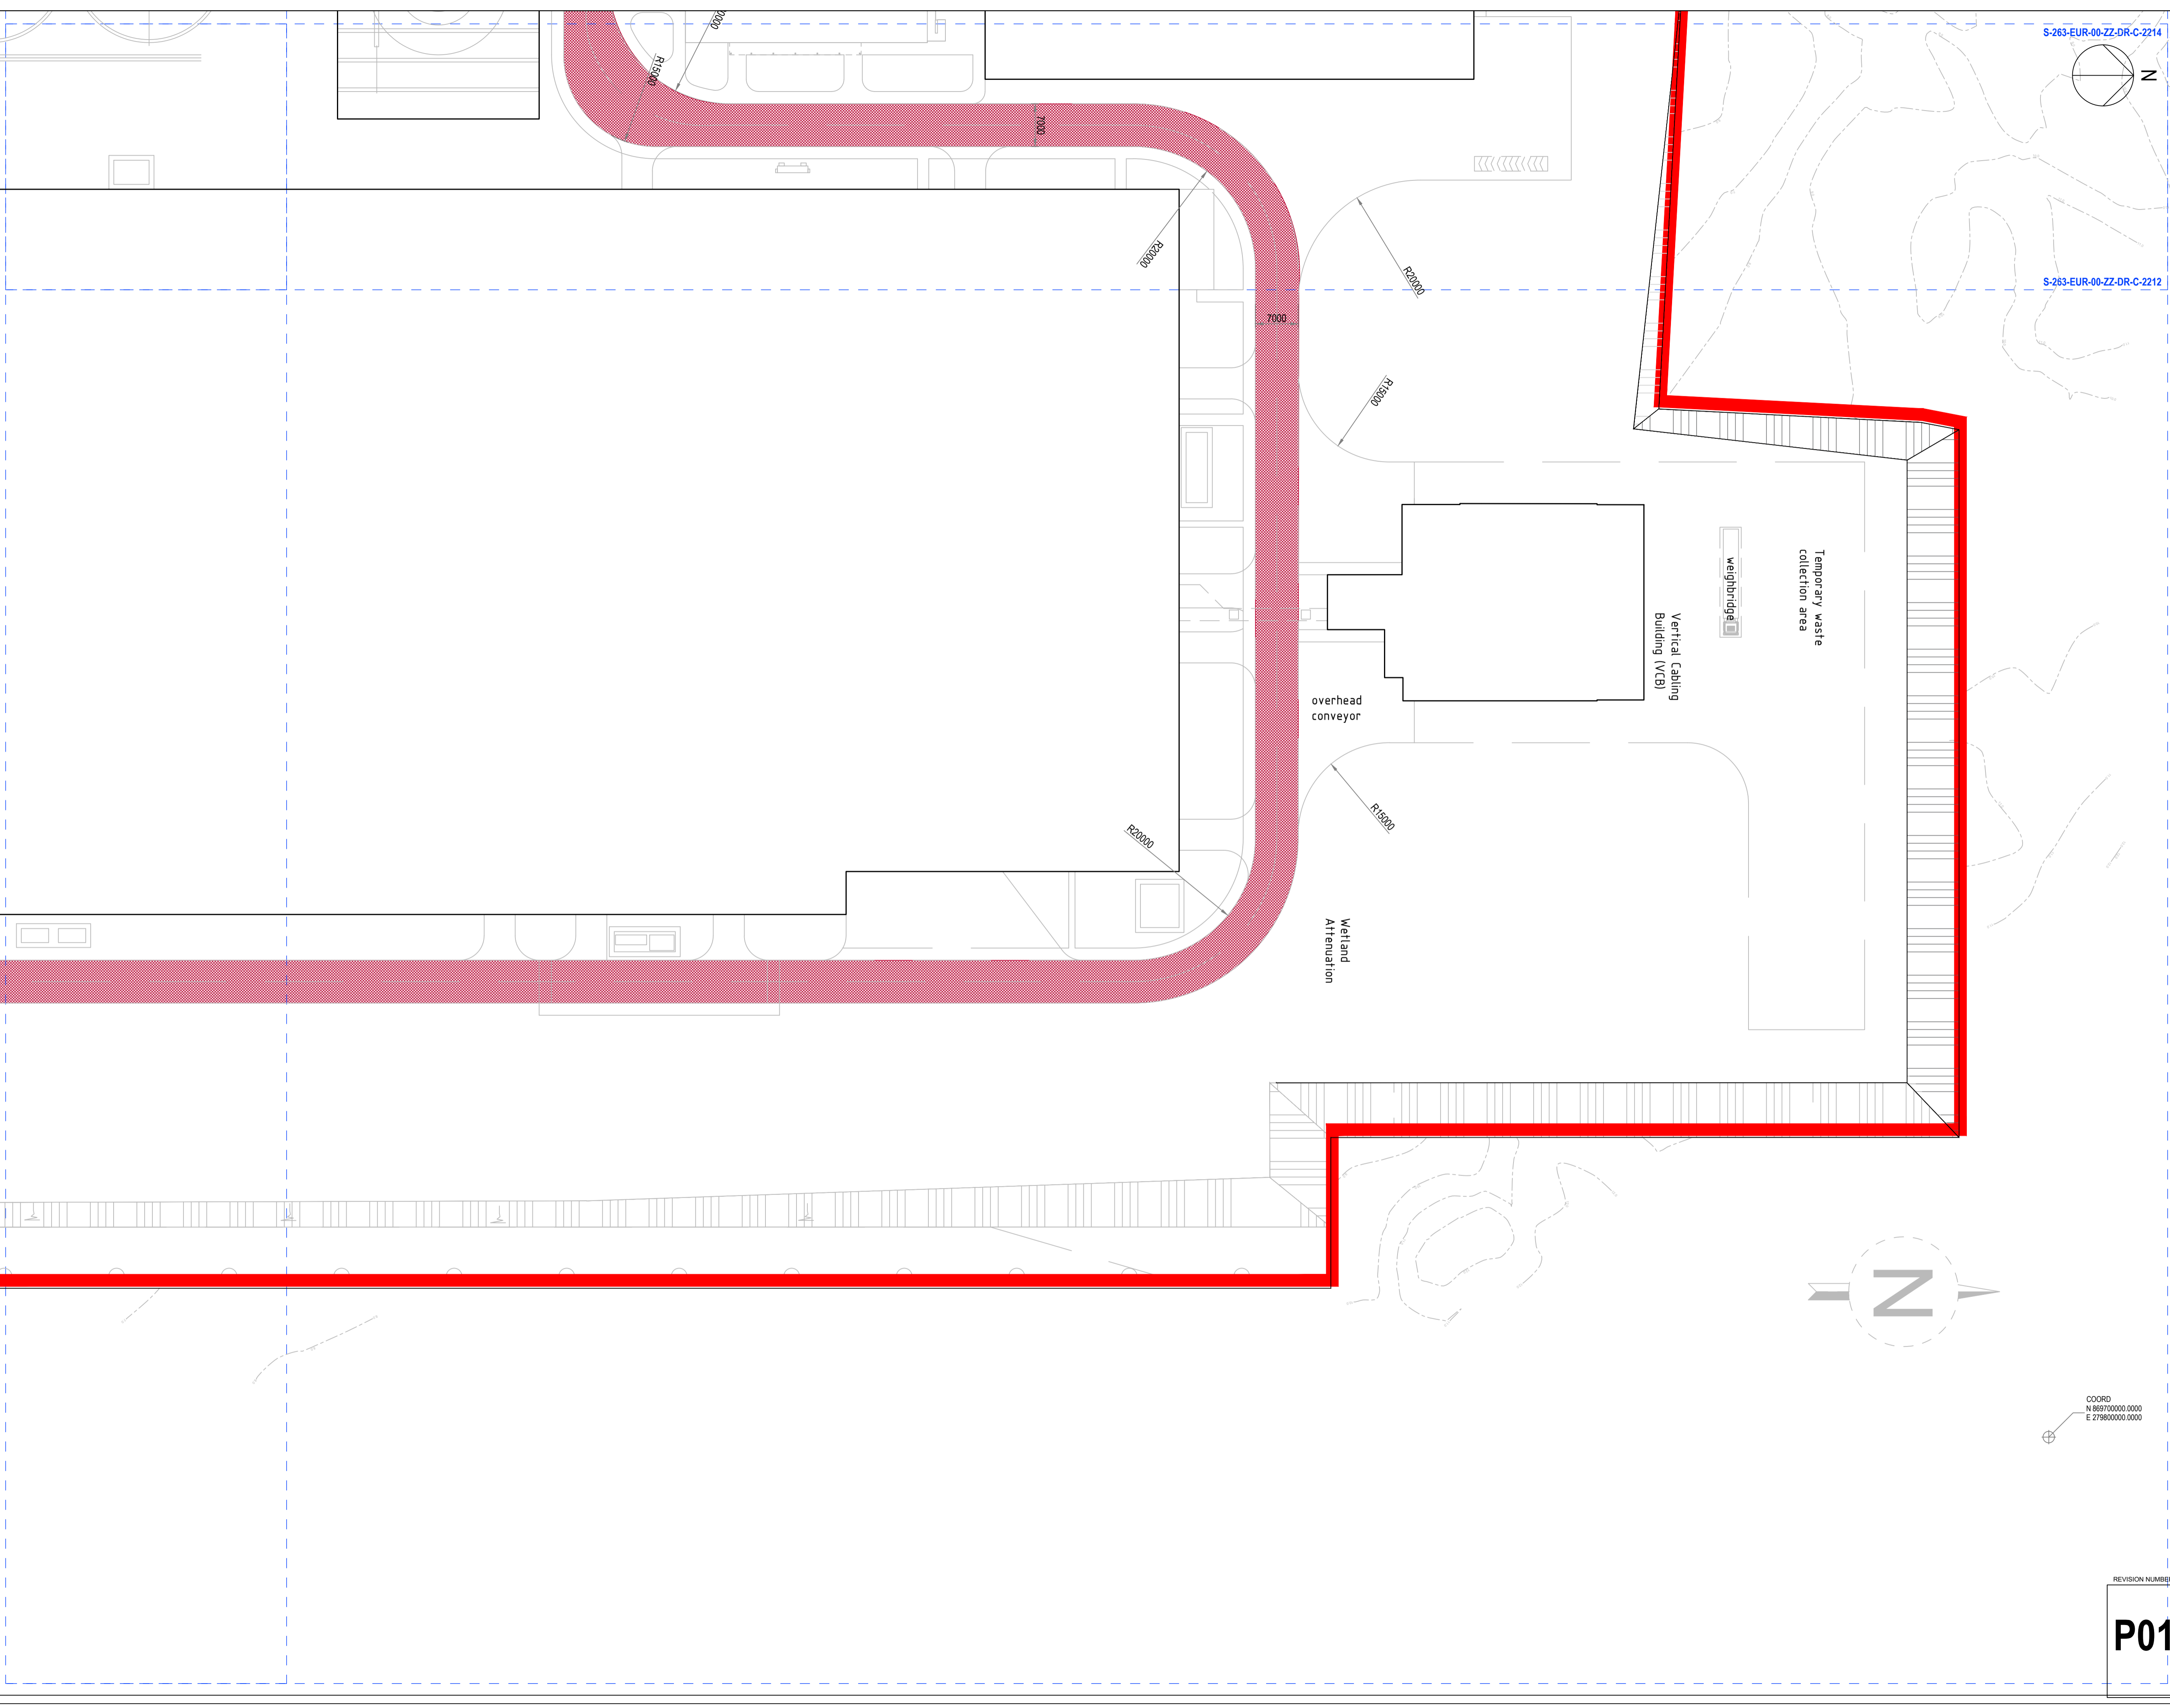 S-263-EUR-00-ZZ-DR-C-2214
N
R15000
7000
R20000
R20000
S-263-EUR-00-ZZ-DR-C-2212
7000
R15000
Temporary waste
collection area
weighbridge
Vertical Cabling
Building (VCB)
overhead
conveyor
R15000
R20000
Wetland
Attenuation
N
COORD
N 869700000.0000
E 279800000.0000
REVISION NUMBER
P01